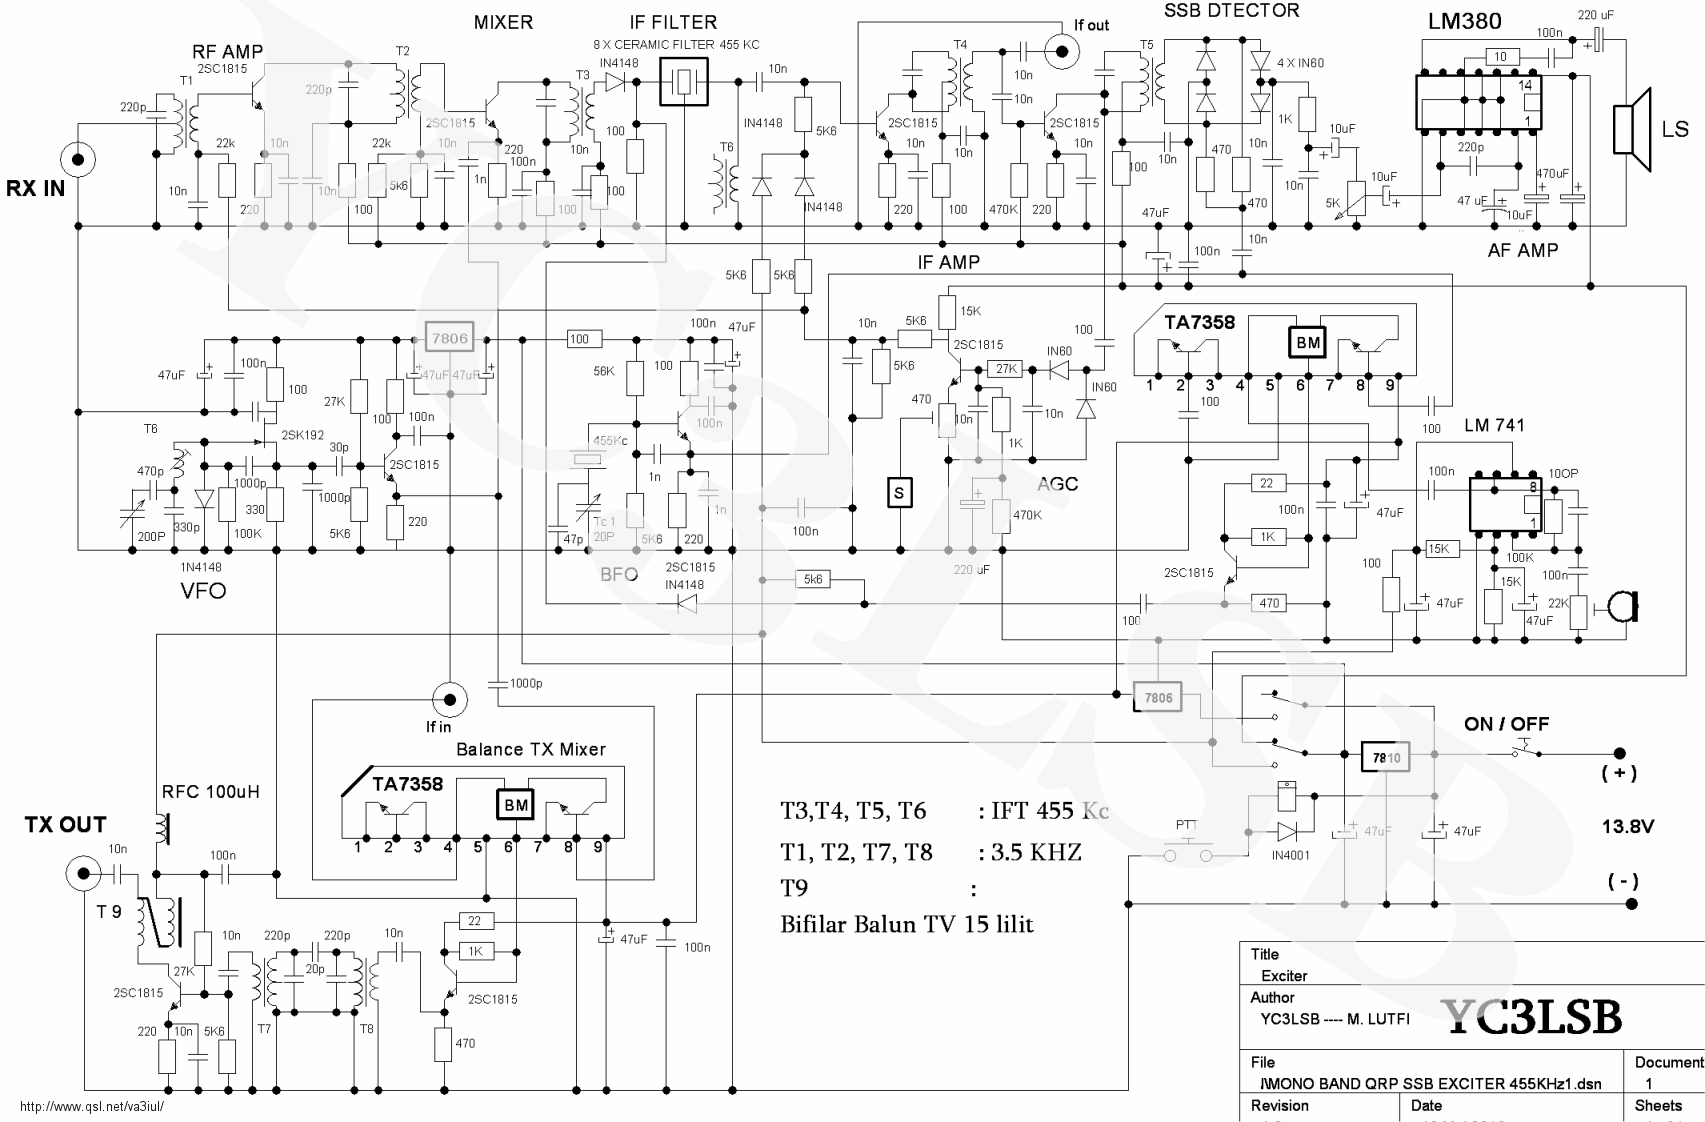 MIXER
IF FILTER
8 X CERAMIC FILTER 455 KC
If out
SSB DTECTOR
LM380
220 uF
100n
10
RF AMP
2SC1815
T1
T2
T3
IN4148
T4
T5
4 X IN60
14
1
LS
220p
220p
2SC1815
10n
10n
10n
2SC1815
2SC1815
10n
1K
10uF
220p
RX IN
22k
10n
22k
10n
220
100n
10n
100
IN4148
5K6
T6
10n
10n
100
10n
470
10n
10n
5k6
1n
100
10uF
470uF
10n
220
100
100
100
IN4148
220
100
470K
220
47uF
470
5K
47 uF
10uF
10n
100n
AF AMP
IF AMP
5K6
5K6
15K
TA7358
BM
1 2 3 4 5 6 7 8 9
7806
100
100n
47uF
10n
5K6
2SC1815
100
IN60
27K
IN60
47uF
100n
100
47uF
47uF
56K
100
5K6
27K
100
100n
100n
470
10n
10n
1K
100
100
LM 741
T6
2SK192
30p
2SC1815
455Kc
1n
1n
S
AGC
470K
22
100n
47uF
100n
100P
8
1
470p
1000p
1000p
330
330p
200P
100K
5K6
220
47p
Tc 1
20P
5K6
220
100n
220 uF
1K
2SC1815
100
15K
100K
15K
100n
22K
1N4148
VFO
BFO
2SC1815
IN4148
5k6
100
470
47uF
47uF
1000p
If in
7806
ON / OFF
7810
( + )
Balance TX Mixer
TA7358
BM
1 2 3 4 5 6 7 8 9
RFC 100uH
TX OUT
T3,T4, T5, T6 : IFT 455 Kc
T1, T2, T7, T8 : 3.5 KHZ
T9 :
Bifilar Balun TV 15 lilit
PTT
IN4001
47uF
47uF
13.8V
( - )
10n
100n
T 9
22
1K
47uF
100n
27K
10n
220p
220p
20p
10n
2SC1815
2SC1815
220
10n
5K6
T7
T8
470
Title
Exciter
Author
YC3LSB ---- M. LUTFI
YC3LSB
File
\MONO BAND QRP SSB EXCITER 455KHz1.dsn
Document
1
Revision
Date
Sheets
http://www.qsl.net/va3iul/
YC3LSB